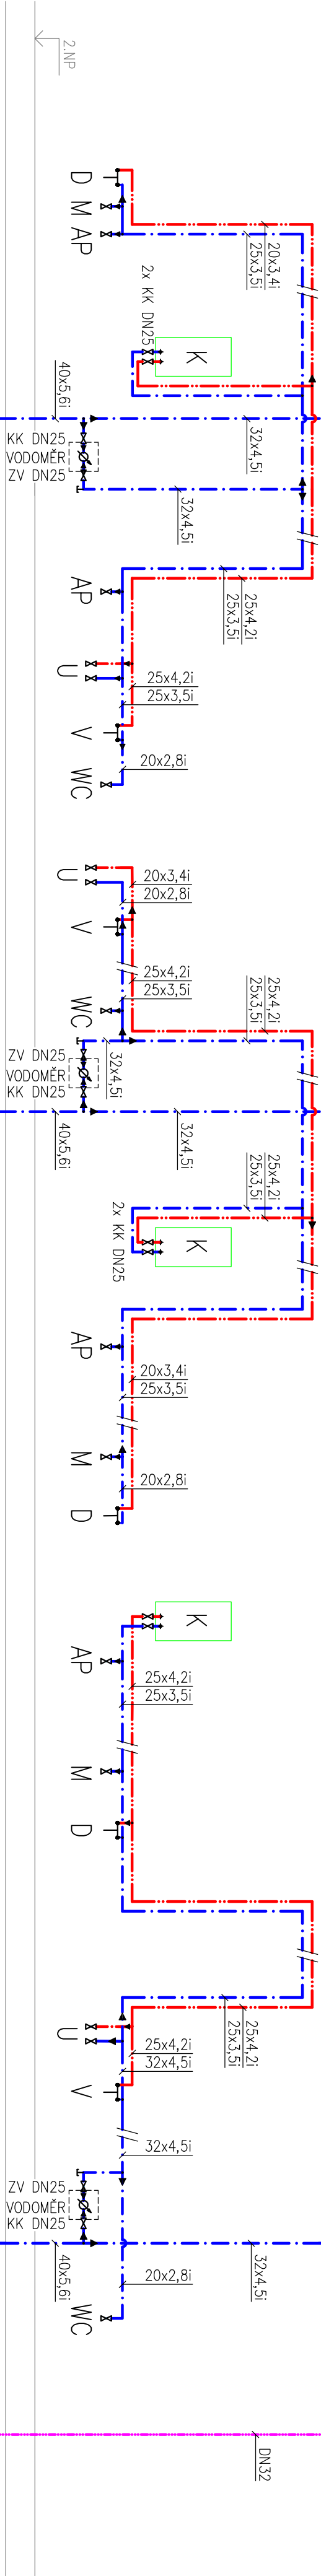 2.NP
D
M
AP
20x3,4i
25x3,5i
2x KK DN25
K
40x5,6i
32x4,5i
KK DN25
VODOMĚR
ZV DN25
32x4,5i
AP
25x4,2i
25x3,5i
U
25x4,2i
25x3,5i
V
20x2,8i
WC
U
20x3,4i
20x2,8i
V
25x4,2i
25x3,5i
WC
25x4,2i
25x3,5i
ZV DN25
VODOMĚR
KK DN25
32x4,5i
40x5,6i
32x4,5i
25x4,2i
25x3,5i
2x KK DN25
K
AP
20x3,4i
25x3,5i
M
20x2,8i
D
K
AP
25x4,2i
25x3,5i
M
D
25x4,2i
25x3,5i
U
25x4,2i
32x4,5i
V
32x4,5i
ZV DN25
VODOMĚR
KK DN25
40x5,6i
32x4,5i
20x2,8i
WC
DN32